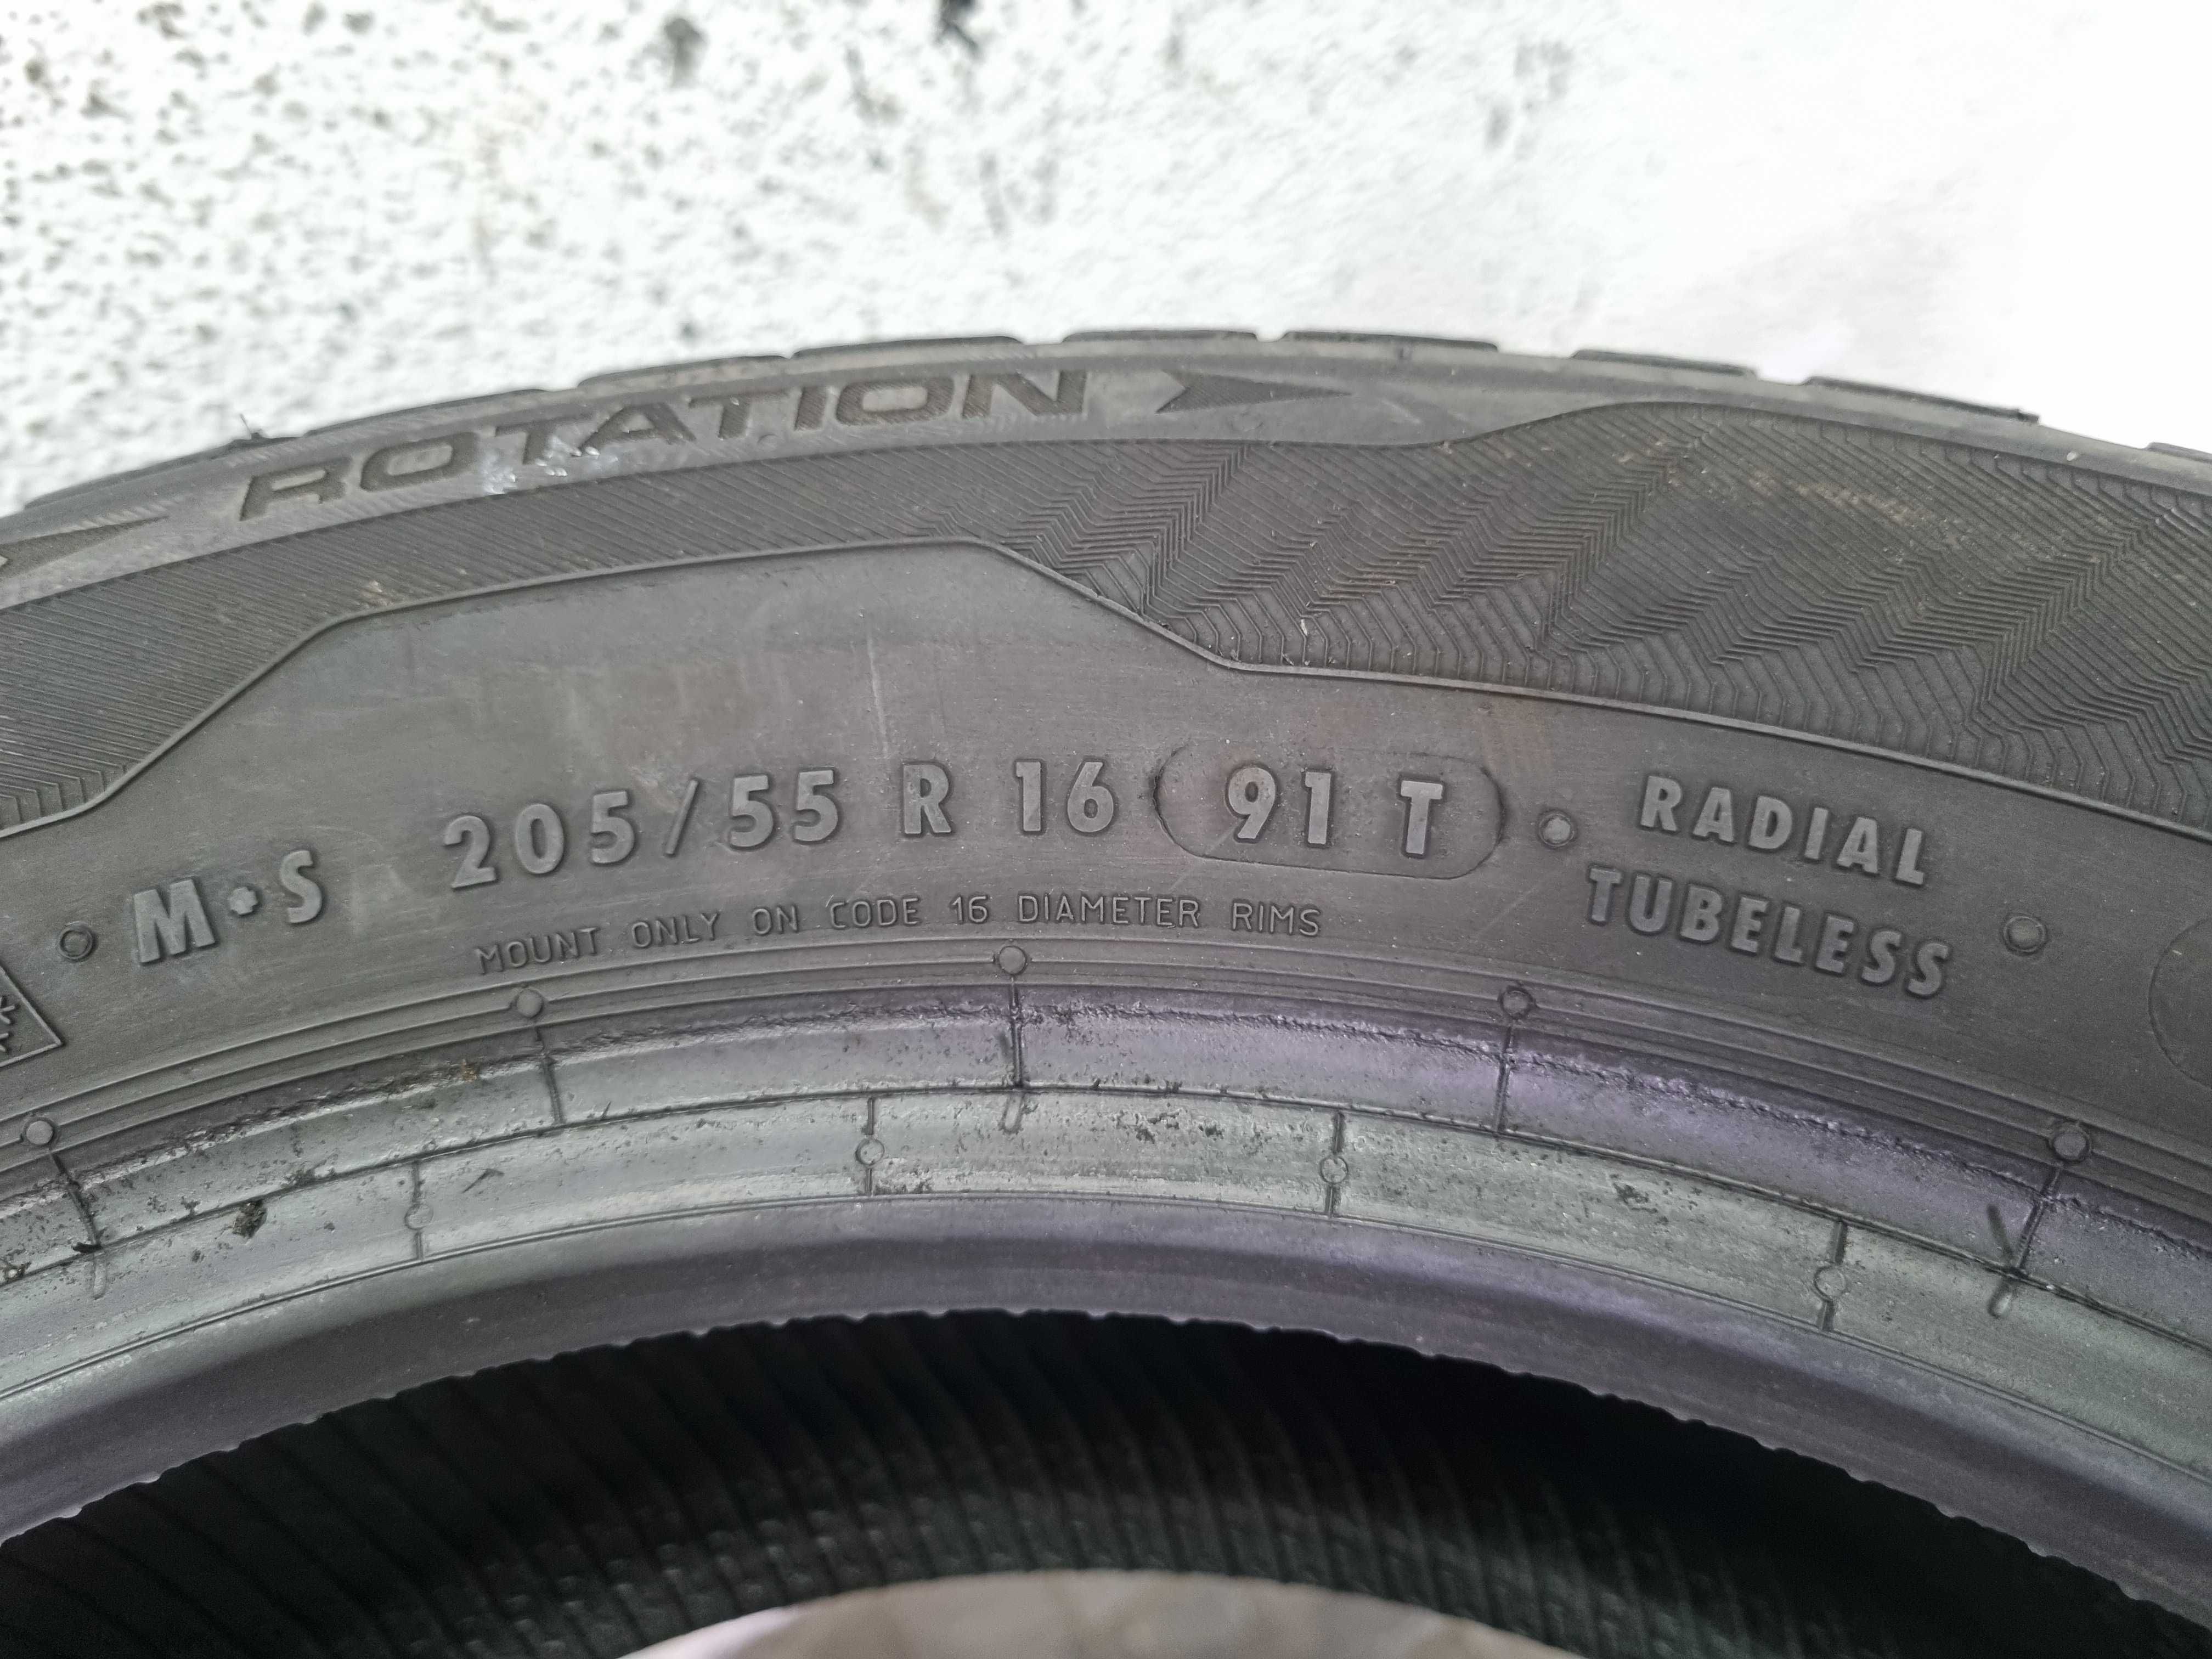 ROTATION
M+S 205/55 R 16 91 T
RADIAL
TUBELESS
MOUNT ONLY ON CODE 16 DIAMETER RIMS